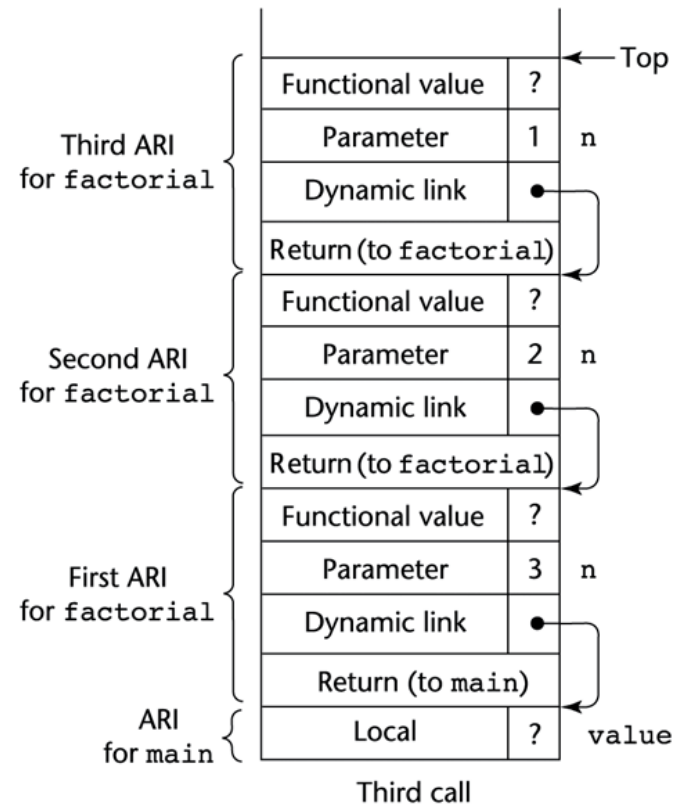 Top
Functional value ?
Third ARI
for factorial
Parameter 1 n
Dynamic link
Return (to factorial)
Functional value ?
Second ARI
for factorial
Parameter 2 n
Dynamic link
Return (to factorial)
Functional value ?
First ARI
for factorial
Parameter 3 n
Dynamic link
Return (to main)
ARI
for main
Local ? value
Third call